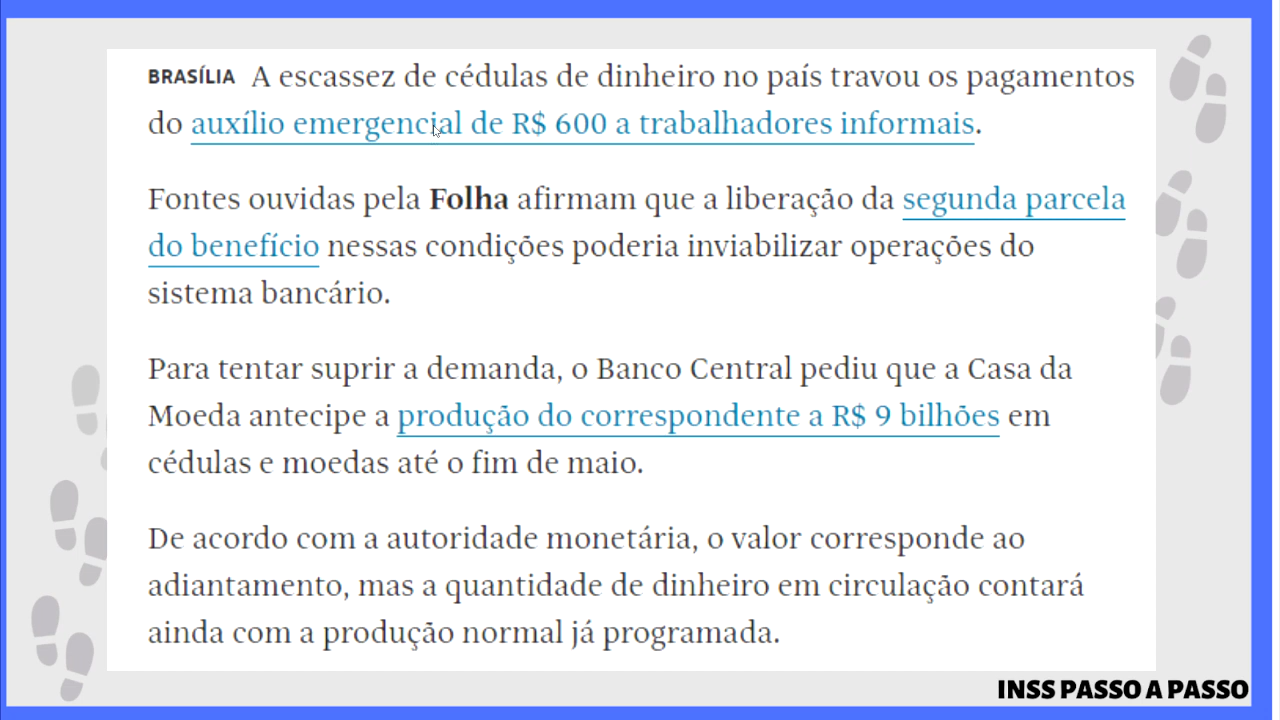 BRASÍLIA A escassez de cédulas de dinheiro no país travou os pagamentos
do auxílio emergencial de R$ 600 a trabalhadores informais.
Fontes ouvidas pela Folha afirmam que a liberação da segunda parcela
do benefício nessas condições poderia inviabilizar operações do
sistema bancário.
Para tentar suprir a demanda, o Banco Central pediu que a Casa da
Moeda antecipe a produção do correspondente a R$ 9 bilhões em
cédulas e moedas até o fim de maio.
De acordo com a autoridade monetária, o valor corresponde ao
adiantamento, mas a quantidade de dinheiro em circulação contará
ainda com a produção normal já programada.
INSS PASSO A PASSO